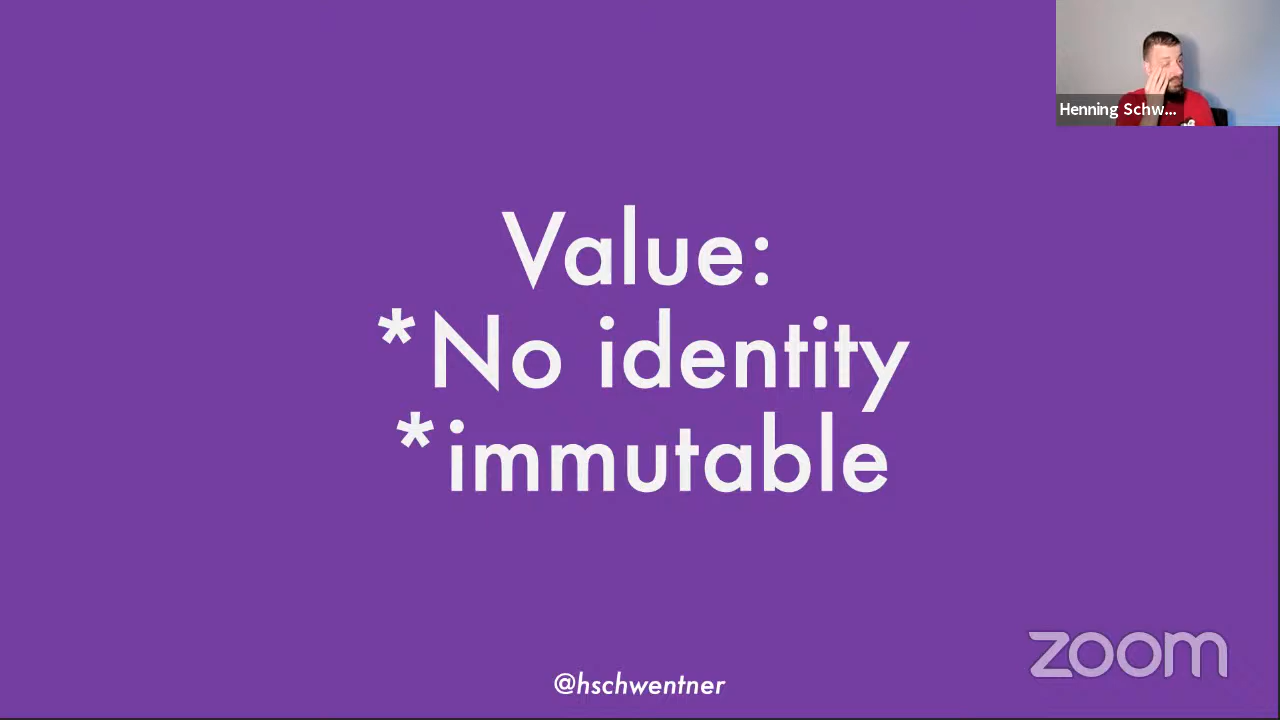 Henning Schw...
Value:
*No identity
*immutable
zoom
@hschwentner